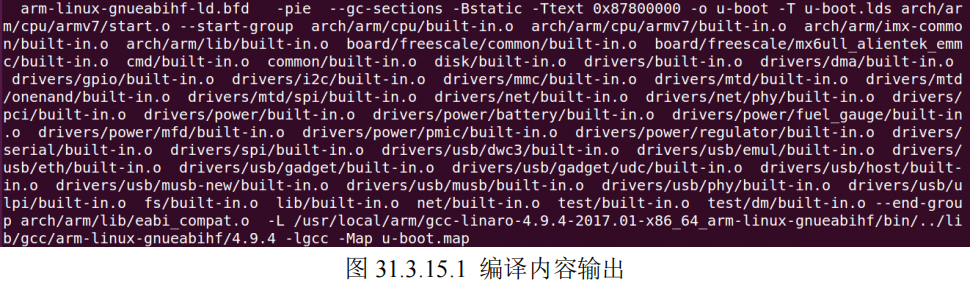 arm-linux-gnueabihf-ld.bfd   -pie  --gc-sections -Bstatic -Ttext 0x87800000 -o u-boot -T u-boot.lds arch/ar
m/cpu/armv7/start.o --start-group  arch/arm/cpu/built-in.o  arch/arm/cpu/armv7/built-in.o  arch/arm/imx-commo
n/built-in.o  arch/arm/lib/built-in.o  board/freescale/common/built-in.o  board/freescale/mx6ull_alientek_emm
c/built-in.o  cmd/built-in.o  common/built-in.o  disk/built-in.o  drivers/built-in.o  drivers/dma/built-in.o
drivers/gpio/built-in.o  drivers/i2c/built-in.o  drivers/mmc/built-in.o  drivers/mtd/built-in.o  drivers/mtd
/onenand/built-in.o  drivers/mtd/spi/built-in.o  drivers/net/built-in.o  drivers/net/phy/built-in.o  drivers/
pci/built-in.o  drivers/power/built-in.o  drivers/power/battery/built-in.o  drivers/power/fuel_gauge/built-in
.o  drivers/power/mfd/built-in.o  drivers/power/pmic/built-in.o  drivers/power/regulator/built-in.o  drivers/
serial/built-in.o  drivers/spi/built-in.o  drivers/usb/dwc3/built-in.o  drivers/usb/emul/built-in.o  drivers/
usb/eth/built-in.o  drivers/usb/gadget/built-in.o  drivers/usb/gadget/udc/built-in.o  drivers/usb/host/built-
in.o  drivers/usb/musb-new/built-in.o  drivers/usb/musb/built-in.o  drivers/usb/phy/built-in.o  drivers/usb/u
lpi/built-in.o  fs/built-in.o  lib/built-in.o  net/built-in.o  test/built-in.o  test/dm/built-in.o --end-grou
p arch/arm/lib/eabi_compat.o  -L /usr/local/arm/gcc-linaro-4.9.4-2017.01-x86_64_arm-linux-gnueabihf/bin/../li
b/gcc/arm-linux-gnueabihf/4.9.4 -lgcc -Map u-boot.map
图 31.3.15.1 编译内容输出